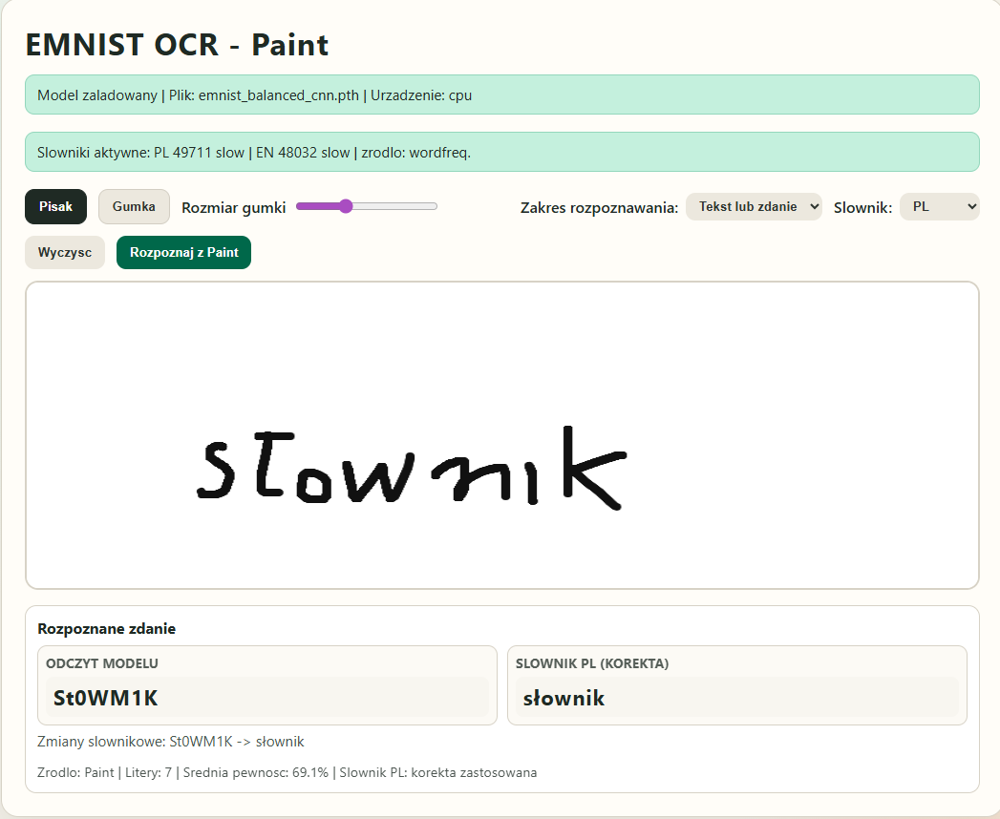 EMNIST OCR - Paint
Model zaladowany | Plik: emnist_balanced_cnn.pth | Urzadzenie: cpu
Slowniki aktywne: PL 49711 slow | EN 48032 slow | zrodlo: wordfreq.
Pisak Gumka Rozmiar gumki Zakres rozpoznawania: Tekst lub zdanie Slownik: PL
Wyczysc Rozpoznaj z Paint
słownik
Rozpoznane zdanie
ODCZYT MODELU
St0WM1K
SLOWNIK PL (KOREKTA)
słownik
Zmiany slownikowe: St0WM1K -> słownik
Zrodlo: Paint | Litery: 7 | Srednia pewnosc: 69.1% | Slownik PL: korekta zastosowana